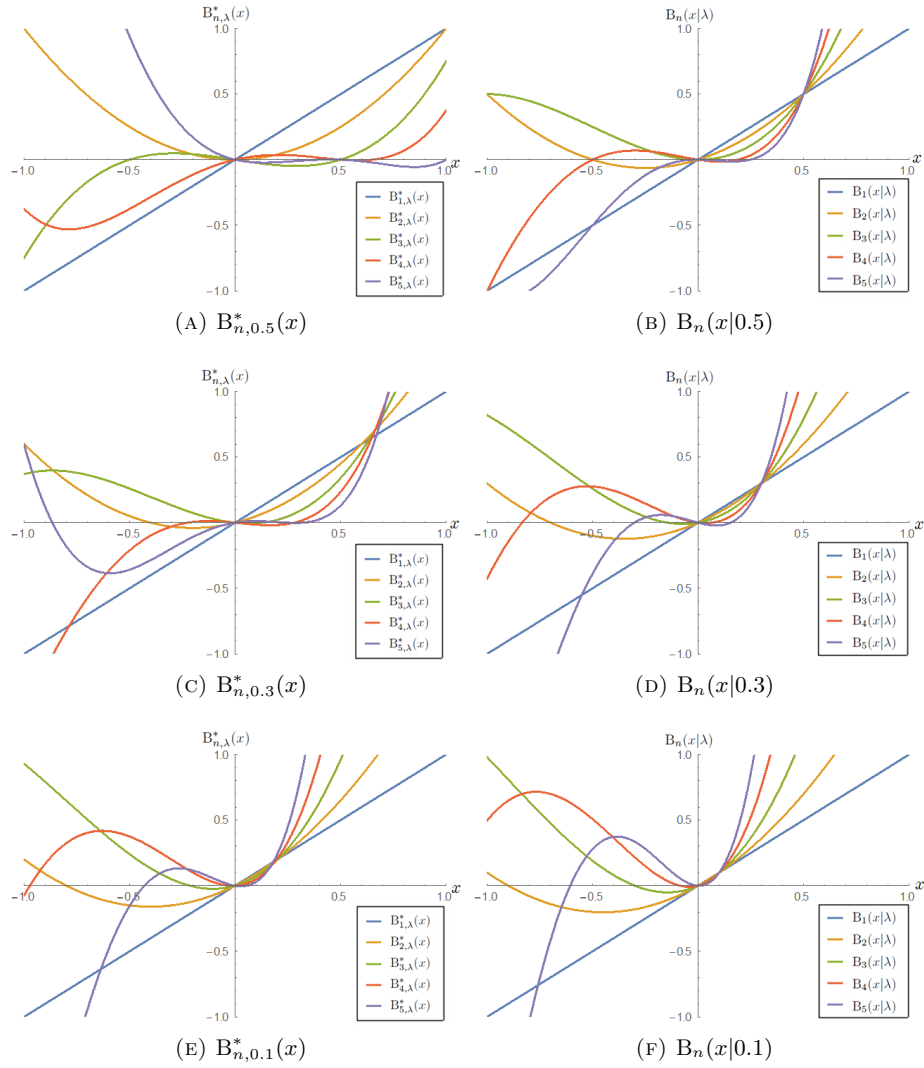 B*n,λ(x)
1.0
0.5
-1.0 -0.5 0.5 1.0 x
-0.5
-1.0
B*1,λ(x)
B*2,λ(x)
B*3,λ(x)
B*4,λ(x)
B*5,λ(x)
(A) B*n,0.5(x)
Bn(x|λ)
1.0
0.5
-1.0 -0.5 0.5 1.0 x
-0.5
-1.0
B1(x|λ)
B2(x|λ)
B3(x|λ)
B4(x|λ)
B5(x|λ)
(B) Bn(x|0.5)
B*n,λ(x)
1.0
0.5
-1.0 -0.5 0.5 1.0 x
-0.5
-1.0
B*1,λ(x)
B*2,λ(x)
B*3,λ(x)
B*4,λ(x)
B*5,λ(x)
(C) B*n,0.3(x)
Bn(x|λ)
1.0
0.5
-1.0 -0.5 0.5 1.0 x
-0.5
-1.0
B1(x|λ)
B2(x|λ)
B3(x|λ)
B4(x|λ)
B5(x|λ)
(D) Bn(x|0.3)
B*n,λ(x)
1.0
0.5
-1.0 -0.5 0.5 1.0 x
-0.5
-1.0
B*1,λ(x)
B*2,λ(x)
B*3,λ(x)
B*4,λ(x)
B*5,λ(x)
(E) B*n,0.1(x)
Bn(x|λ)
1.0
0.5
-1.0 -0.5 0.5 1.0 x
-0.5
-1.0
B1(x|λ)
B2(x|λ)
B3(x|λ)
B4(x|λ)
B5(x|λ)
(F) Bn(x|0.1)